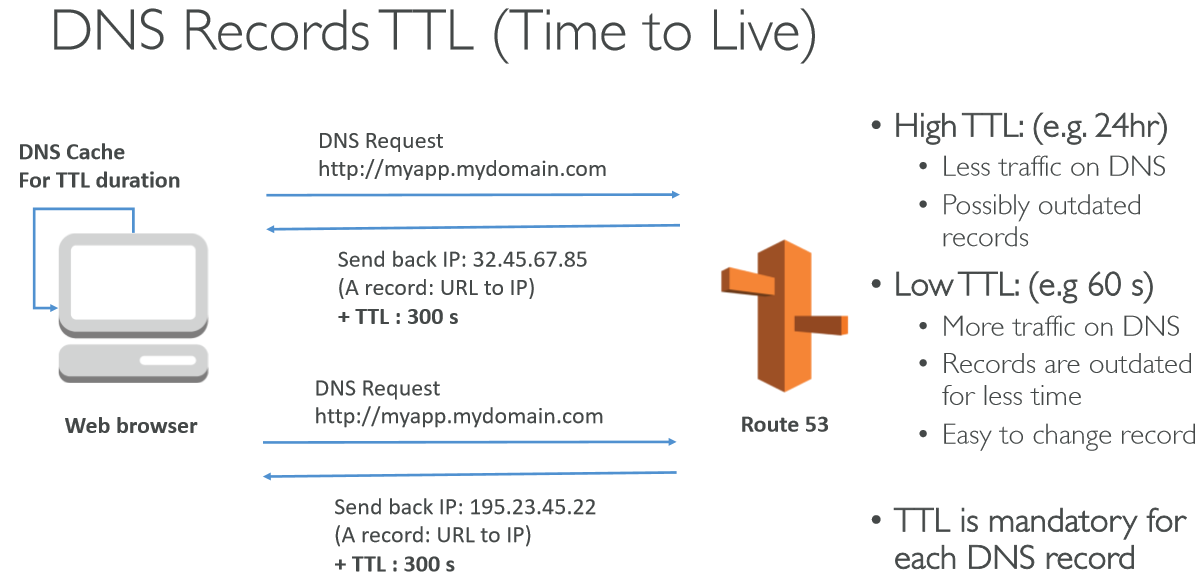 DNS Records TTL (Time to Live)
DNS Cache
For TTL duration
Web browser
DNS Request
http://myapp.mydomain.com
Send back IP: 32.45.67.85
(A record: URL to IP)
+ TTL : 300 s
DNS Request
http://myapp.mydomain.com
Send back IP: 195.23.45.22
(A record: URL to IP)
+ TTL : 300 s
Route 53
• High TTL: (e.g. 24hr)
• Less traffic on DNS
• Possibly outdated
records
• Low TTL: (e.g 60 s)
• More traffic on DNS
• Records are outdated
for less time
• Easy to change record
• TTL is mandatory for
each DNS record